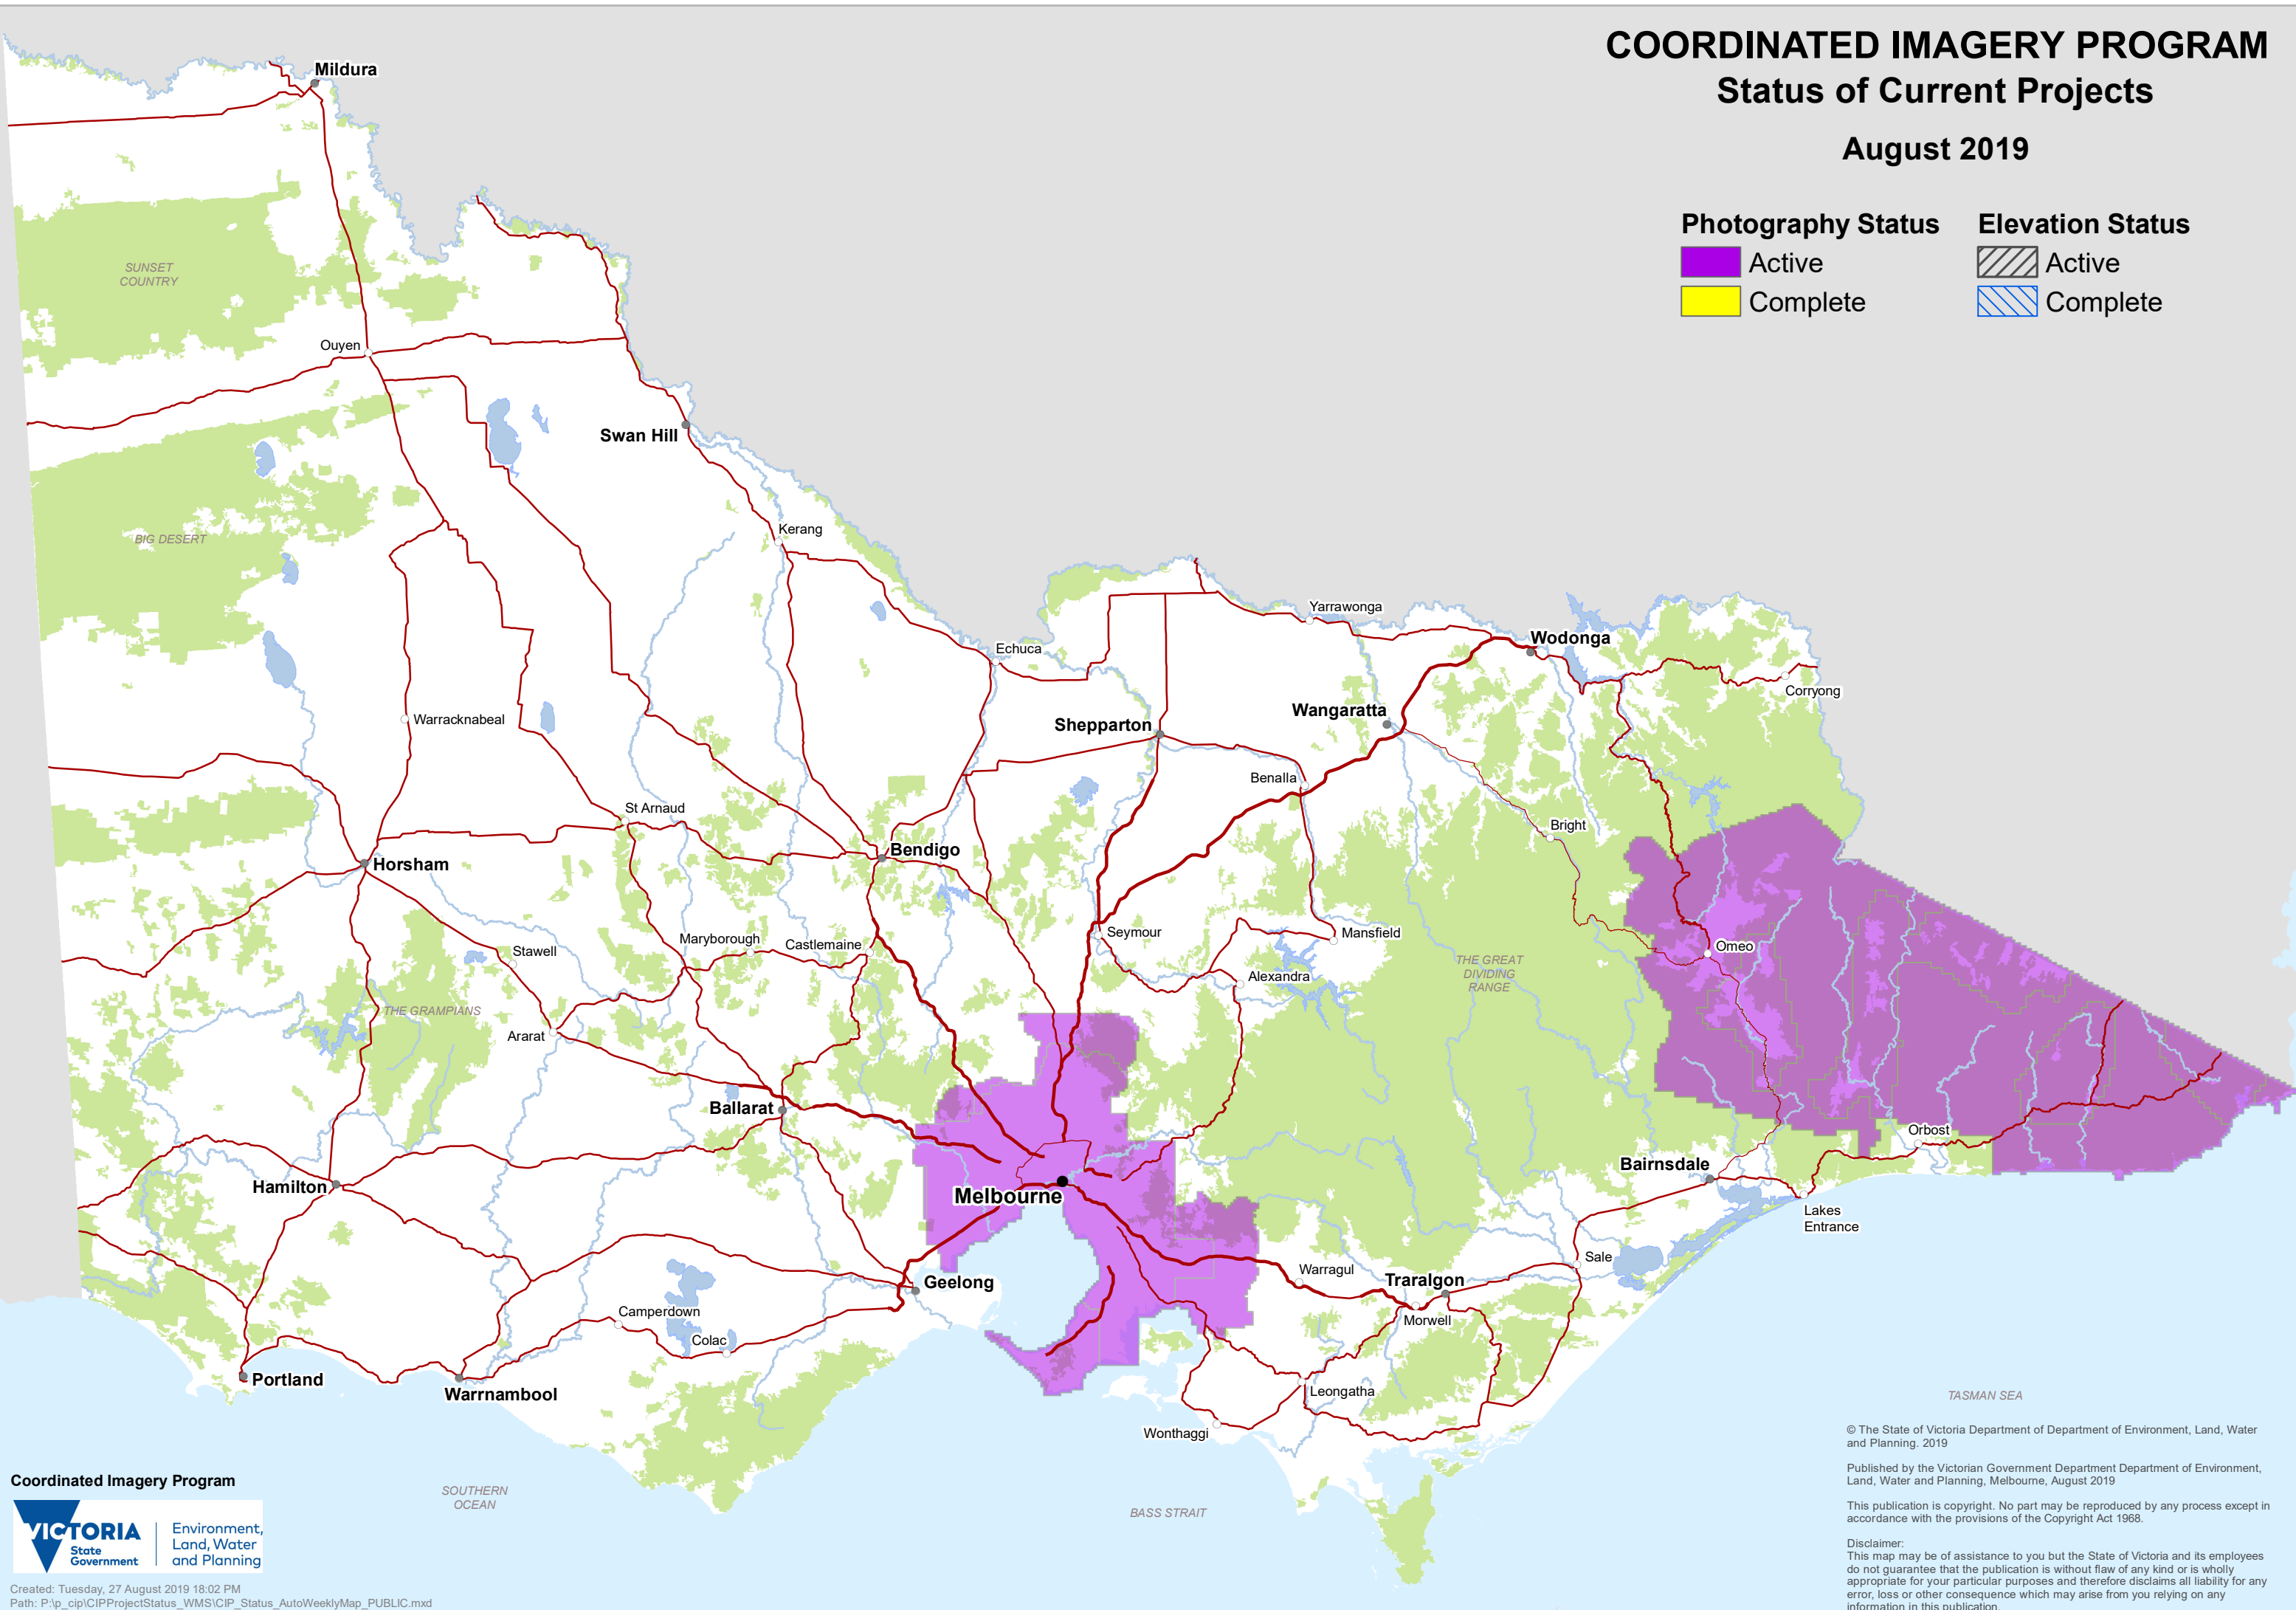 COORDINATED IMAGERY PROGRAM
Status of Current Projects
August 2019
Photography Status
Active
Complete
Elevation Status
Active
Complete
Mildura
SUNSET
COUNTRY
Ouyen
Swan Hill
BIG DESERT
Kerang
Yarrawonga
Wodonga
Echuca
Corryong
Warracknabeal
Wangaratta
Shepparton
Benalla
St Arnaud
Bright
Horsham
Bendigo
Maryborough
Castlemaine
Seymour
Mansfield
Omeo
Stawell
Alexandra
THE GREAT
DIVIDING
RANGE
THE GRAMPIANS
Ararat
Ballarat
Orbost
Bairnsdale
Hamilton
Melbourne
Lakes
Entrance
Sale
Warragul
Traralgon
Geelong
Camperdown
Morwell
Colac
Portland
Warrnambool
Leongatha
Wonthaggi
TASMAN SEA
SOUTHERN
OCEAN
BASS STRAIT
Coordinated Imagery Program
VICTORIA
State
Government
Environment,
Land, Water
and Planning
Created: Tuesday, 27 August 2019 18:02 PM
Path: P:\p_cip\CIPProjectStatus_WMS\CIP_Status_AutoWeeklyMap_PUBLIC.mxd
© The State of Victoria Department of Department of Environment, Land, Water
and Planning. 2019
Published by the Victorian Government Department Department of Environment,
Land, Water and Planning, Melbourne, August 2019
This publication is copyright. No part may be reproduced by any process except in
accordance with the provisions of the Copyright Act 1968.
Disclaimer:
This map may be of assistance to you but the State of Victoria and its employees
do not guarantee that the publication is without flaw of any kind or is wholly
appropriate for your particular purposes and therefore disclaims all liability for any
error, loss or other consequence which may arise from you relying on any
information in this publication.